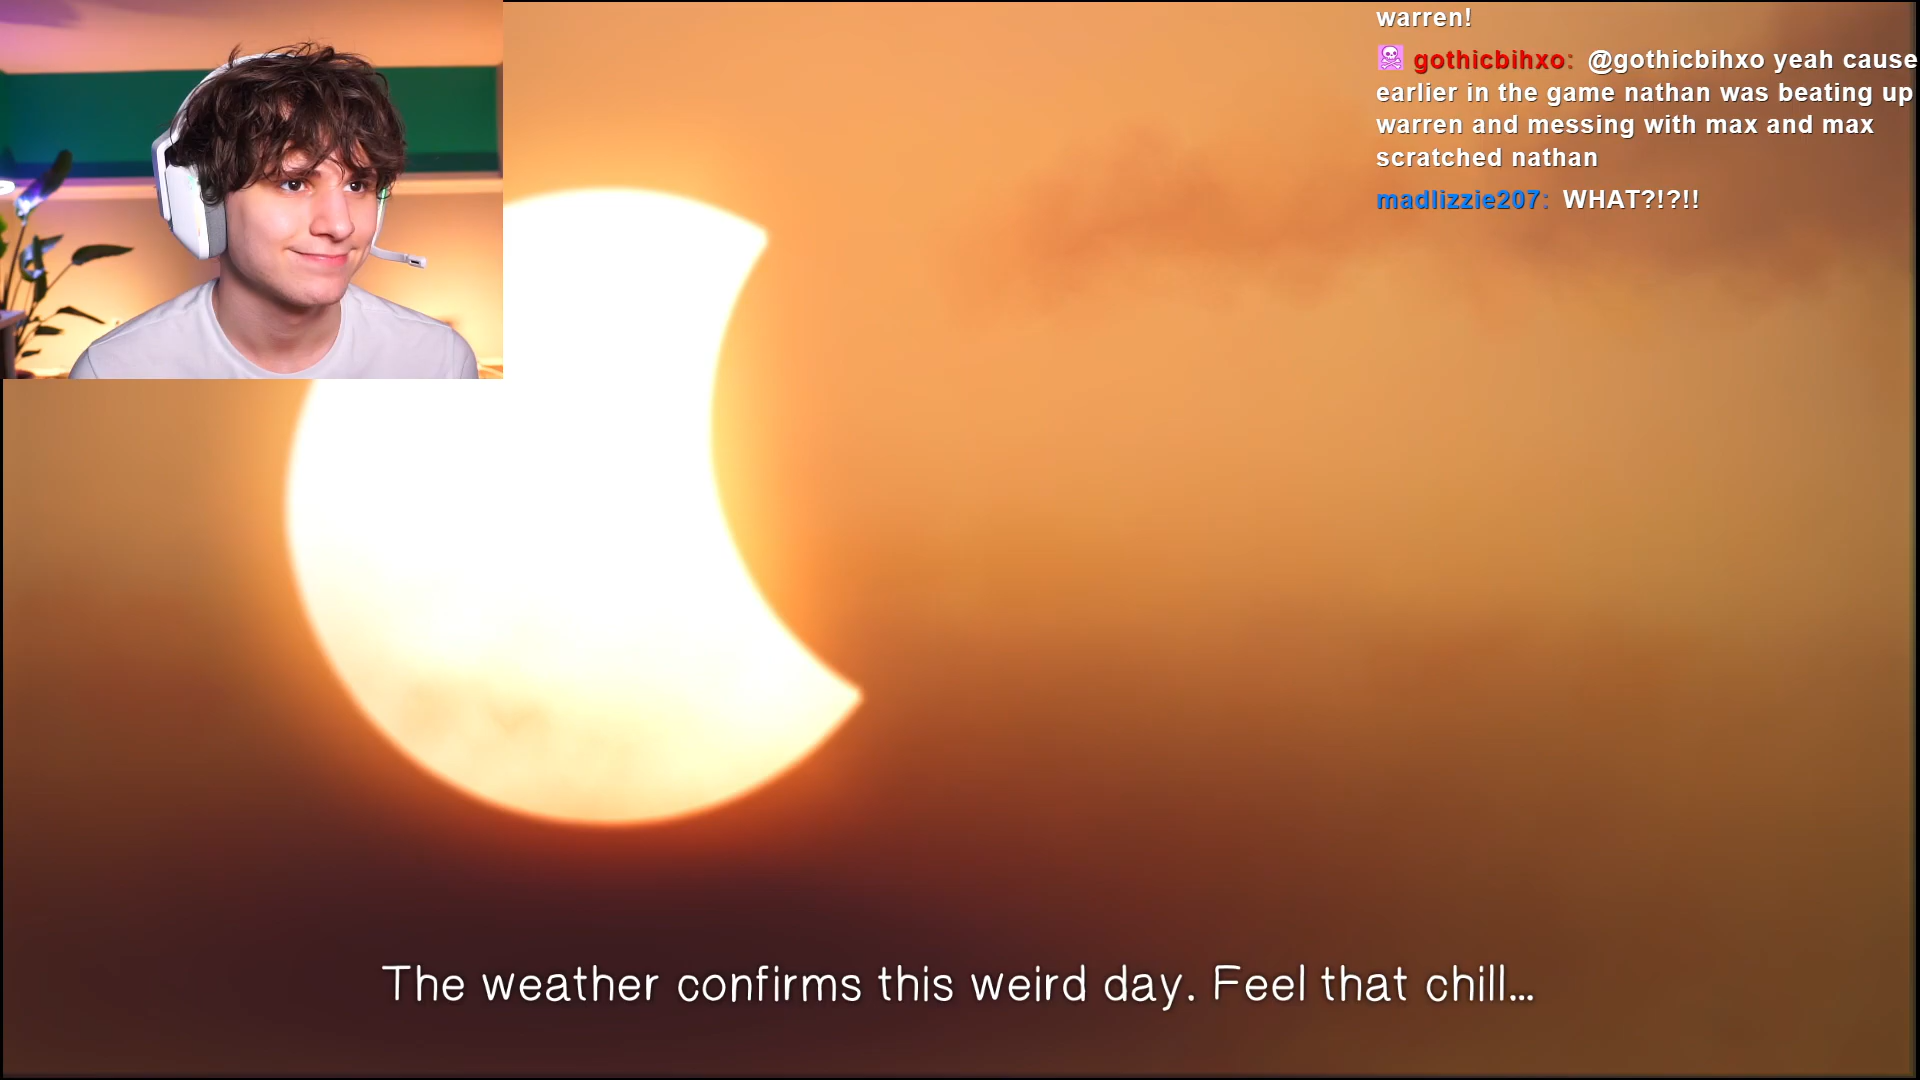 warren!
gothicbihxo: @gothicbihxo yeah cause
earlier in the game nathan was beating up
warren and messing with max and max
scratched nathan
madlizzie207: WHAT?!?!!
The weather confirms this weird day. Feel that chill...